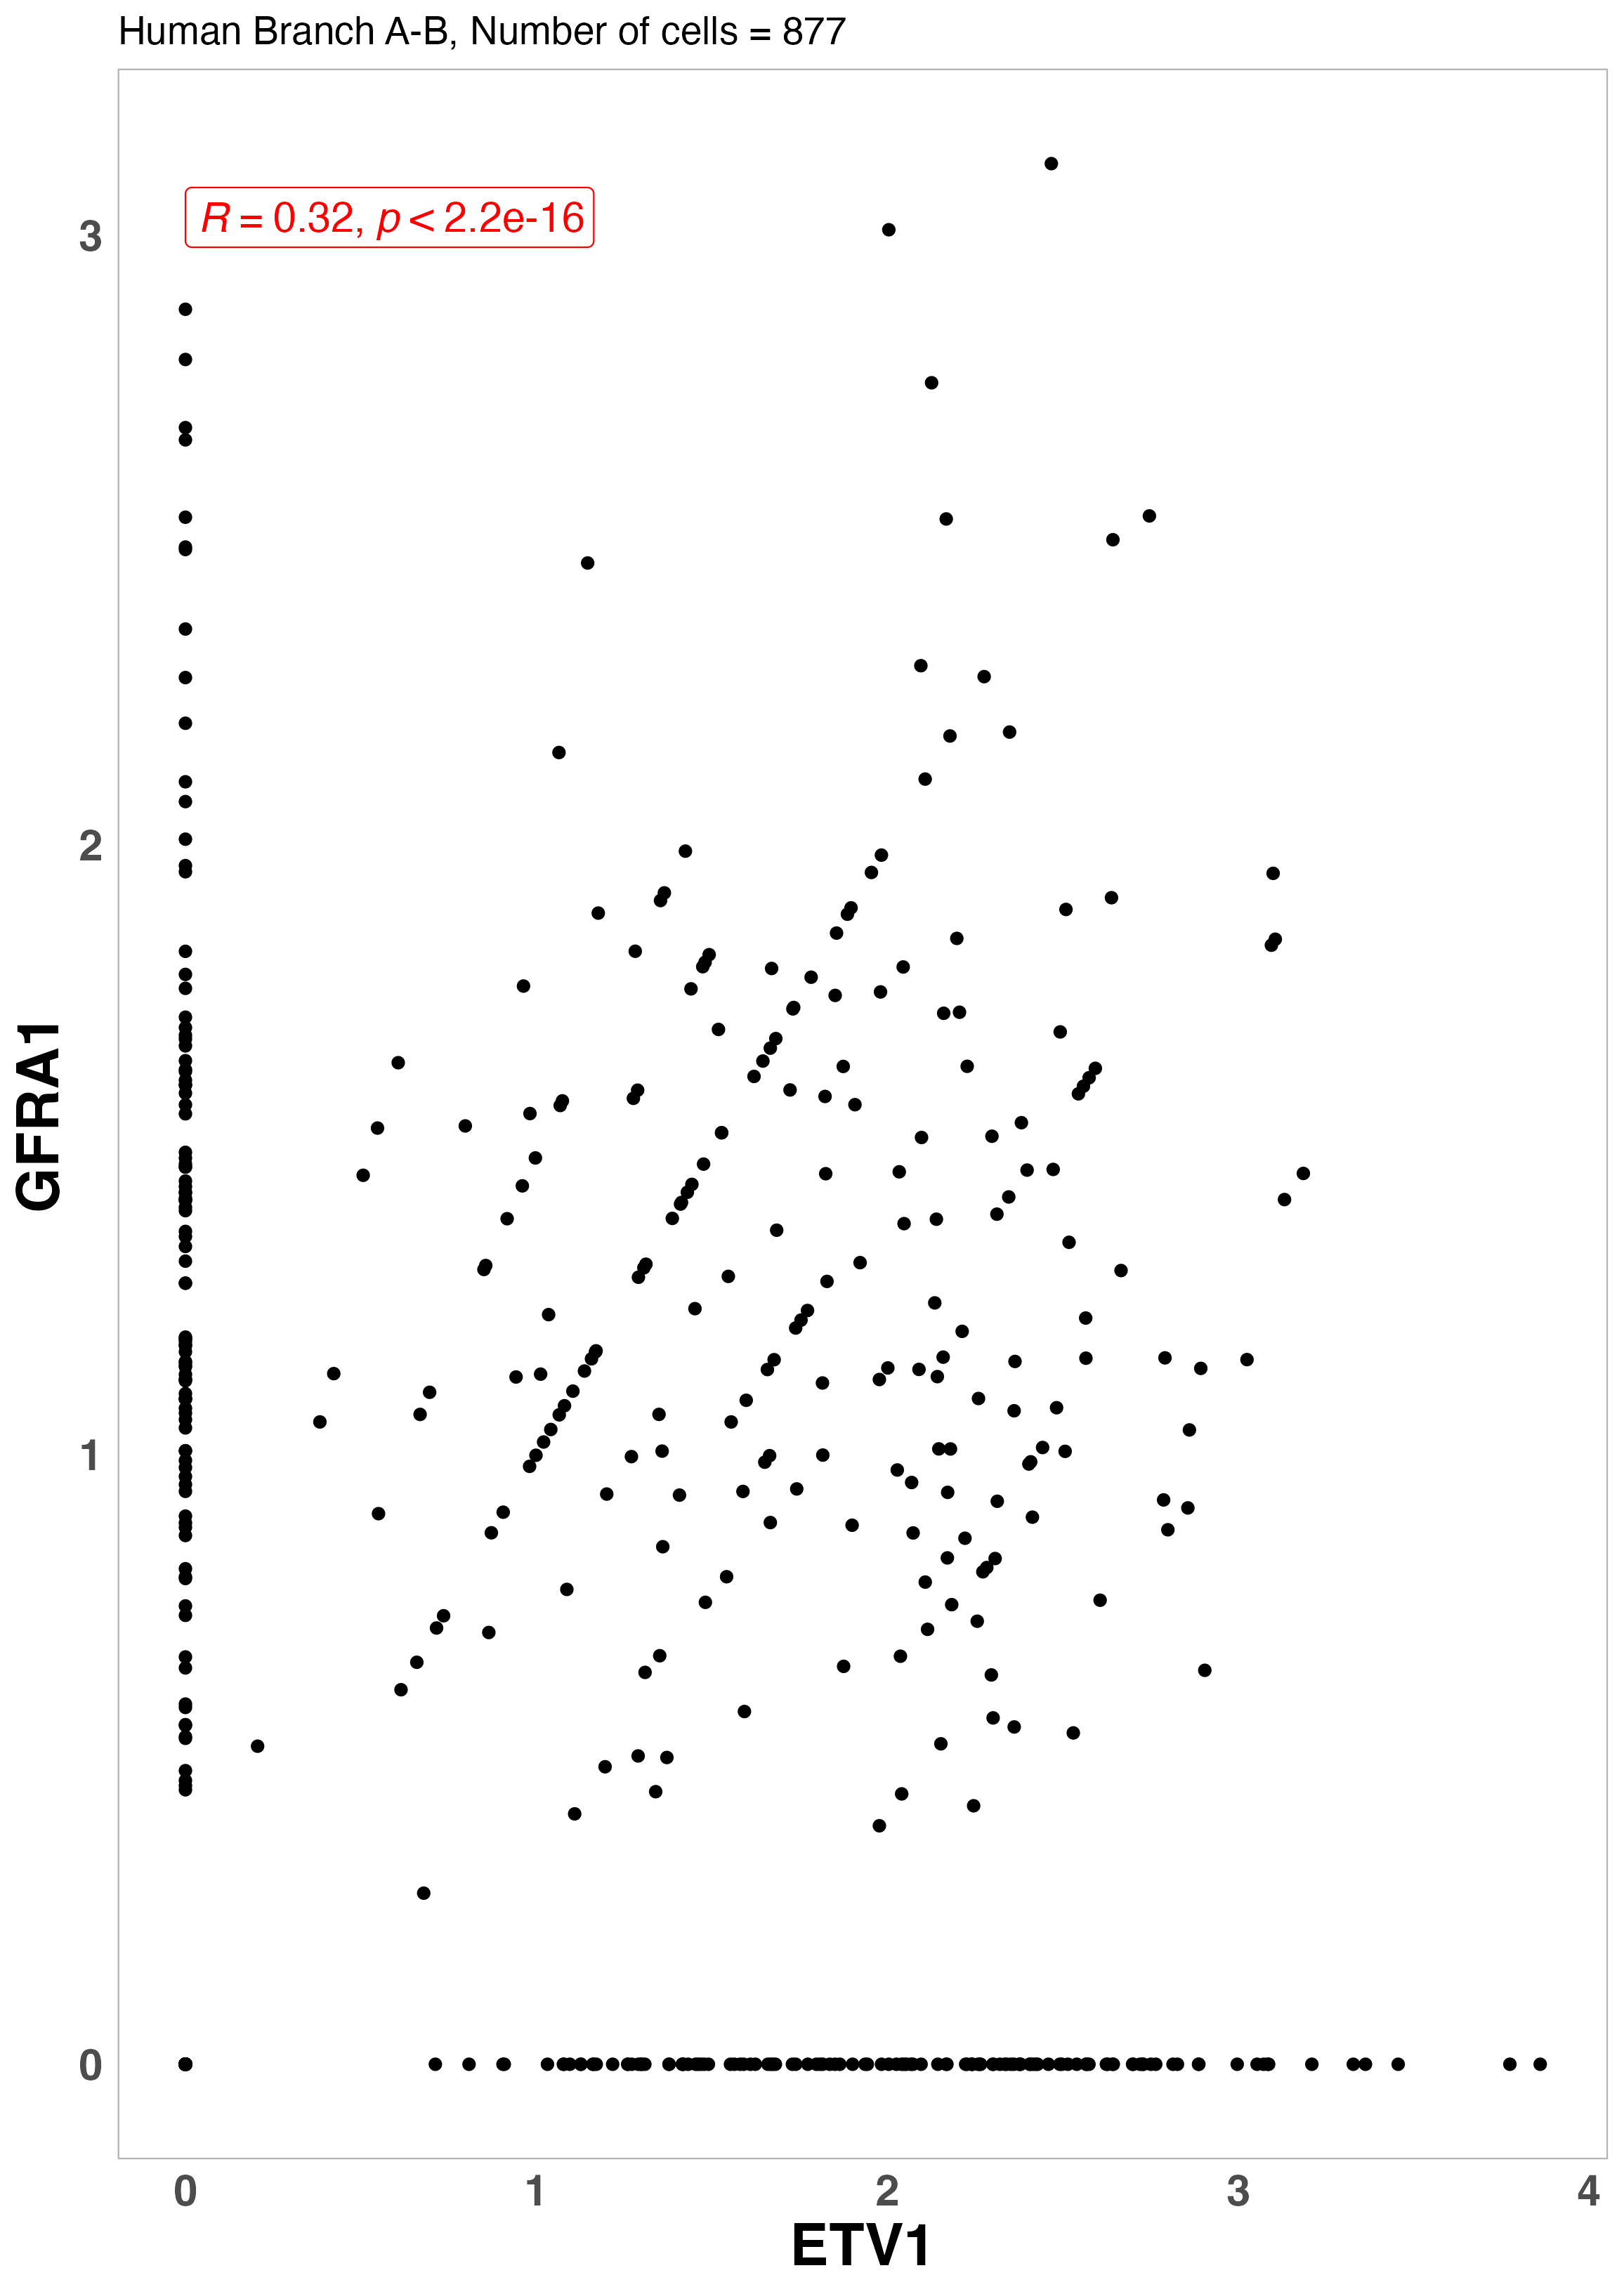 Human Branch A-B, Number of cells = 877
R = 0.32, p < 2.2e-16
GFRA1
3
2
1
0
0 1 2 3 4
ETV1